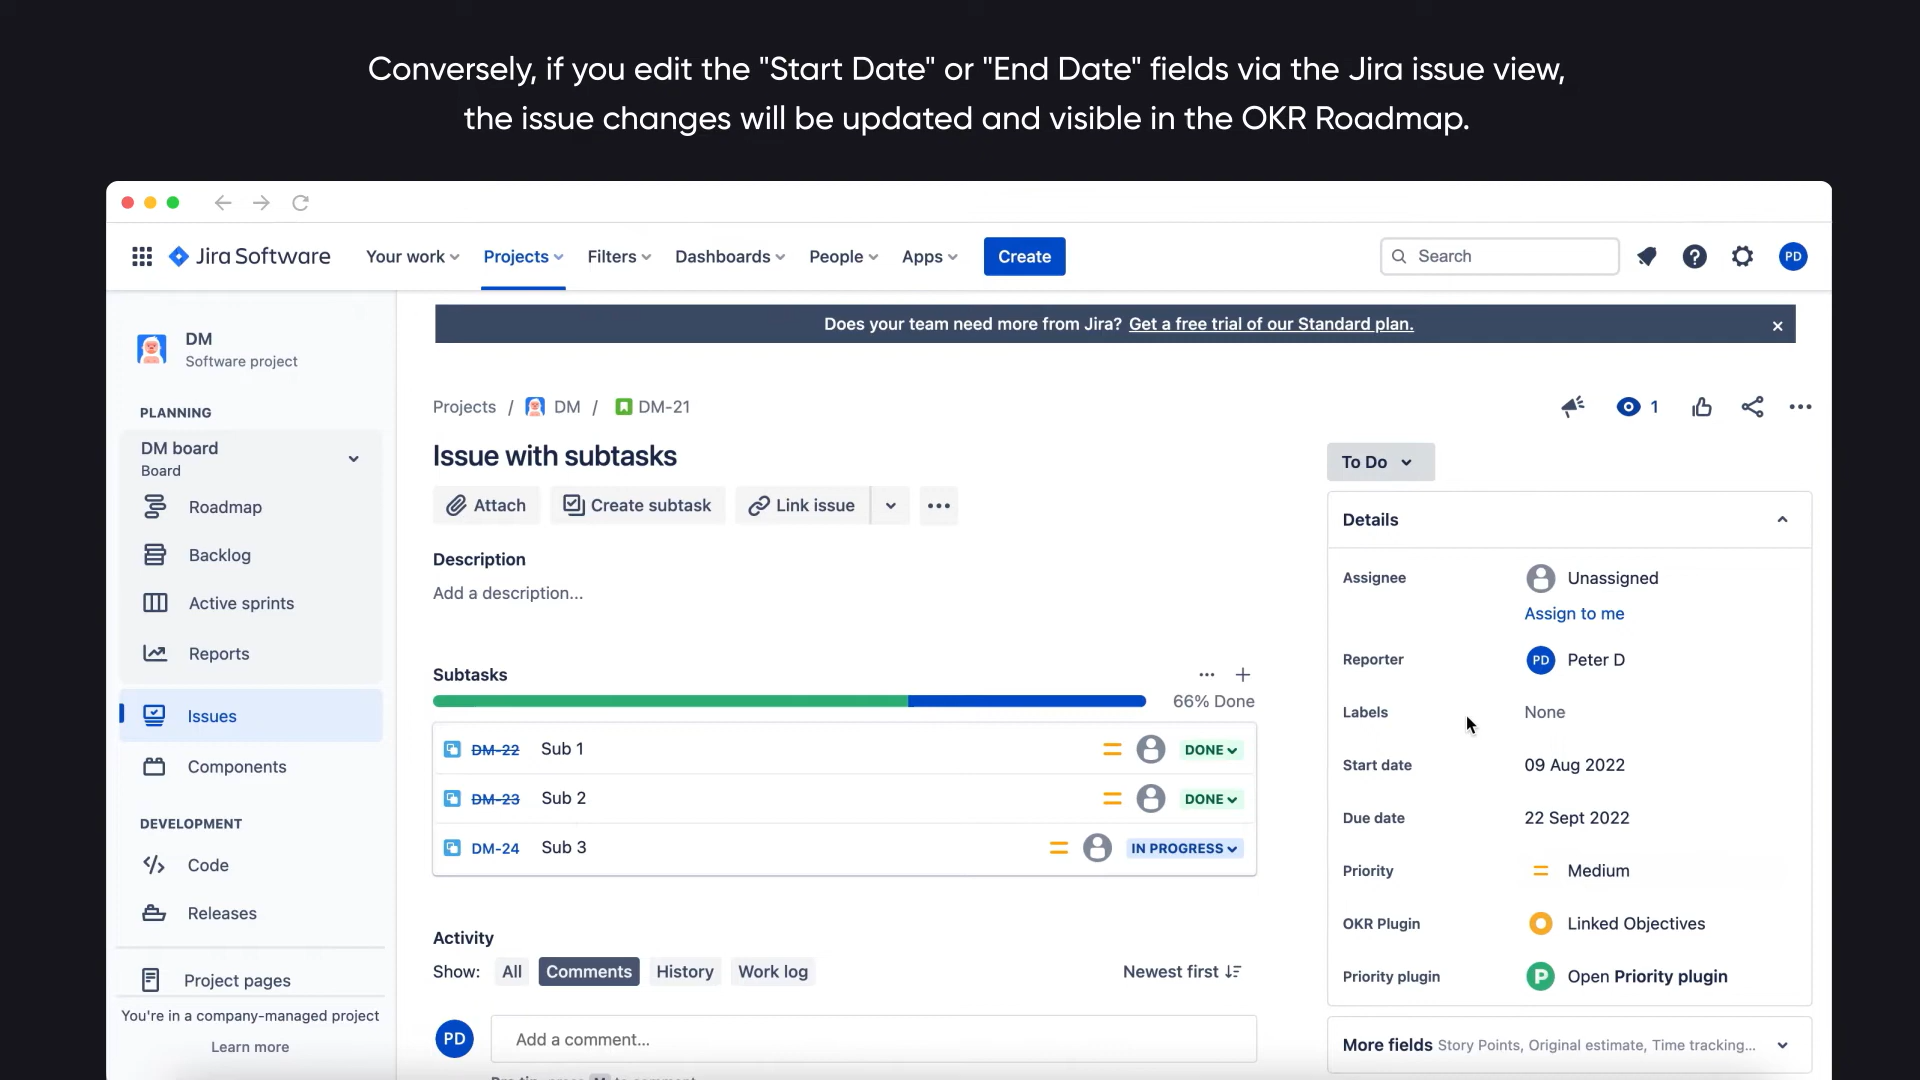 Conversely, if you edit the "Start Date" or "End Date" fields via the Jira issue view,
the issue changes will be updated and visible in the OKR Roadmap.
Jira Software Your work Projects Filters Dashboards People Apps Create Search PD
Does your team need more from Jira? Get a free trial of our Standard plan.
DM
Software project
PLANNING
DM board
Board
Roadmap
Backlog
Active sprints
Reports
Issues
Components
DEVELOPMENT
Code
Releases
Project pages
You're in a company-managed project
Learn more
Projects / DM / DM-21
1
Issue with subtasks
Attach Create subtask Link issue
Description
Add a description...
Subtasks
66% Done
DM-22 Sub 1 DONE
DM-23 Sub 2 DONE
DM-24 Sub 3 IN PROGRESS
Activity
Show: All Comments History Work log Newest first
PD Add a comment...
To Do
Details
Assignee Unassigned
Assign to me
Reporter PD Peter D
Labels None
Start date 09 Aug 2022
Due date 22 Sept 2022
Priority Medium
OKR Plugin Linked Objectives
Priority plugin P Open Priority plugin
More fields Story Points, Original estimate, Time tracking...